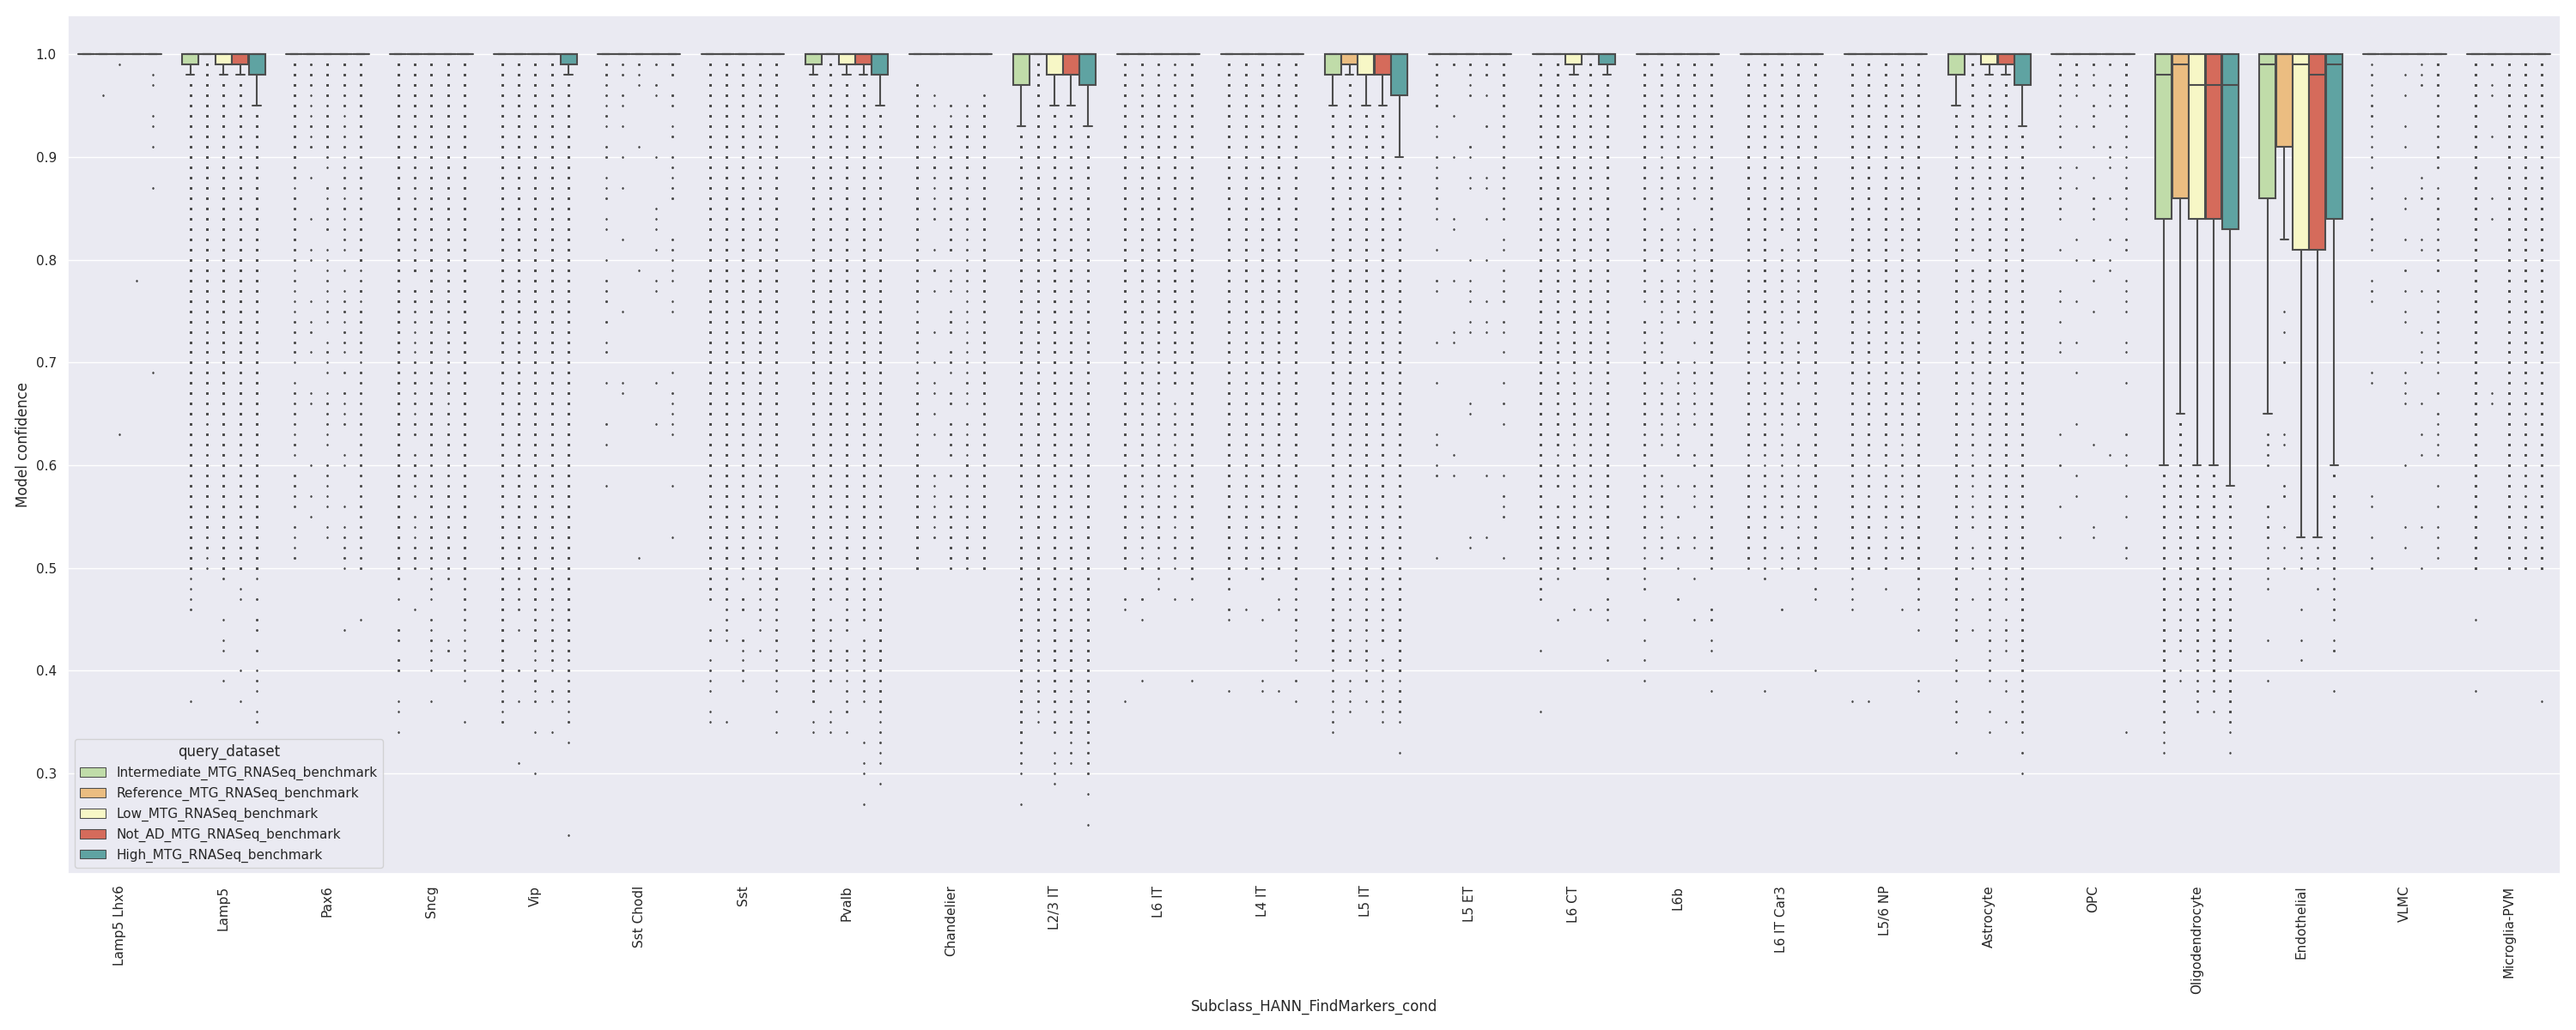 1.0
0.9
0.8
0.7
0.6
0.5
0.4
0.3
Model confidence
query_dataset
Intermediate_MTG_RNASeq_benchmark
Reference_MTG_RNASeq_benchmark
Low_MTG_RNASeq_benchmark
Not_AD_MTG_RNASeq_benchmark
High_MTG_RNASeq_benchmark
Lamp5 Lhx6
Lamp5
Pax6
Sncg
Vip
Sst Chodl
Sst
Pvalb
Chandelier
L2/3 IT
L6 IT
L4 IT
L5 IT
L5 ET
L6 CT
L6b
L6 IT Car3
L5/6 NP
Astrocyte
OPC
Oligodendrocyte
Endothelial
VLMC
Microglia-PVM
Subclass_HANN_FindMarkers_cond